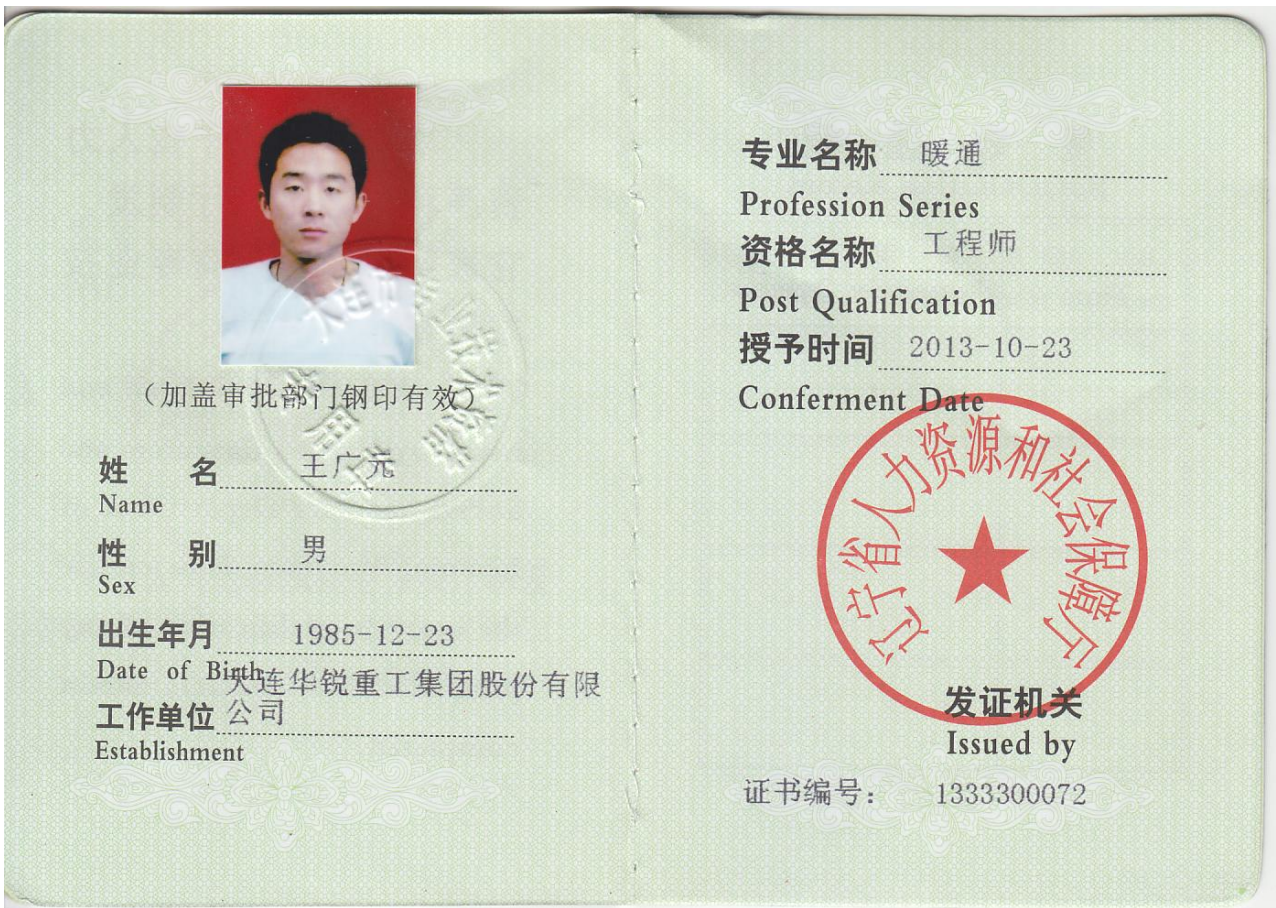 （加盖审批部门钢印有效）
姓 名 王广元
Name
性 别 男
Sex
出生年月 1985-12-23
Date of Birth
大连华锐重工集团股份有限
工作单位 公司
Establishment
专业名称 暖通
Profession Series
资格名称 工程师
Post Qualification
授予时间 2013-10-23
Conferment Date
辽宁省人力资源和社会保障厅
发证机关
Issued by
证书编号： 1333300072